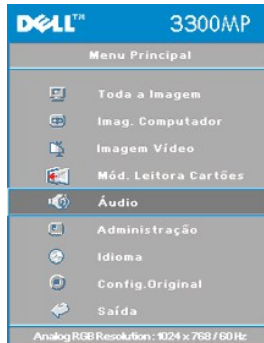 DELL™ 3300MP
Menu Principal
Toda a Imagem
Imag. Computador
Imagem Vídeo
Mód. Leitora Cartões
Áudio
Administração
Idioma
Config.Original
Saída
Analog RGB Resolution: 1024 x 768 / 60 Hz